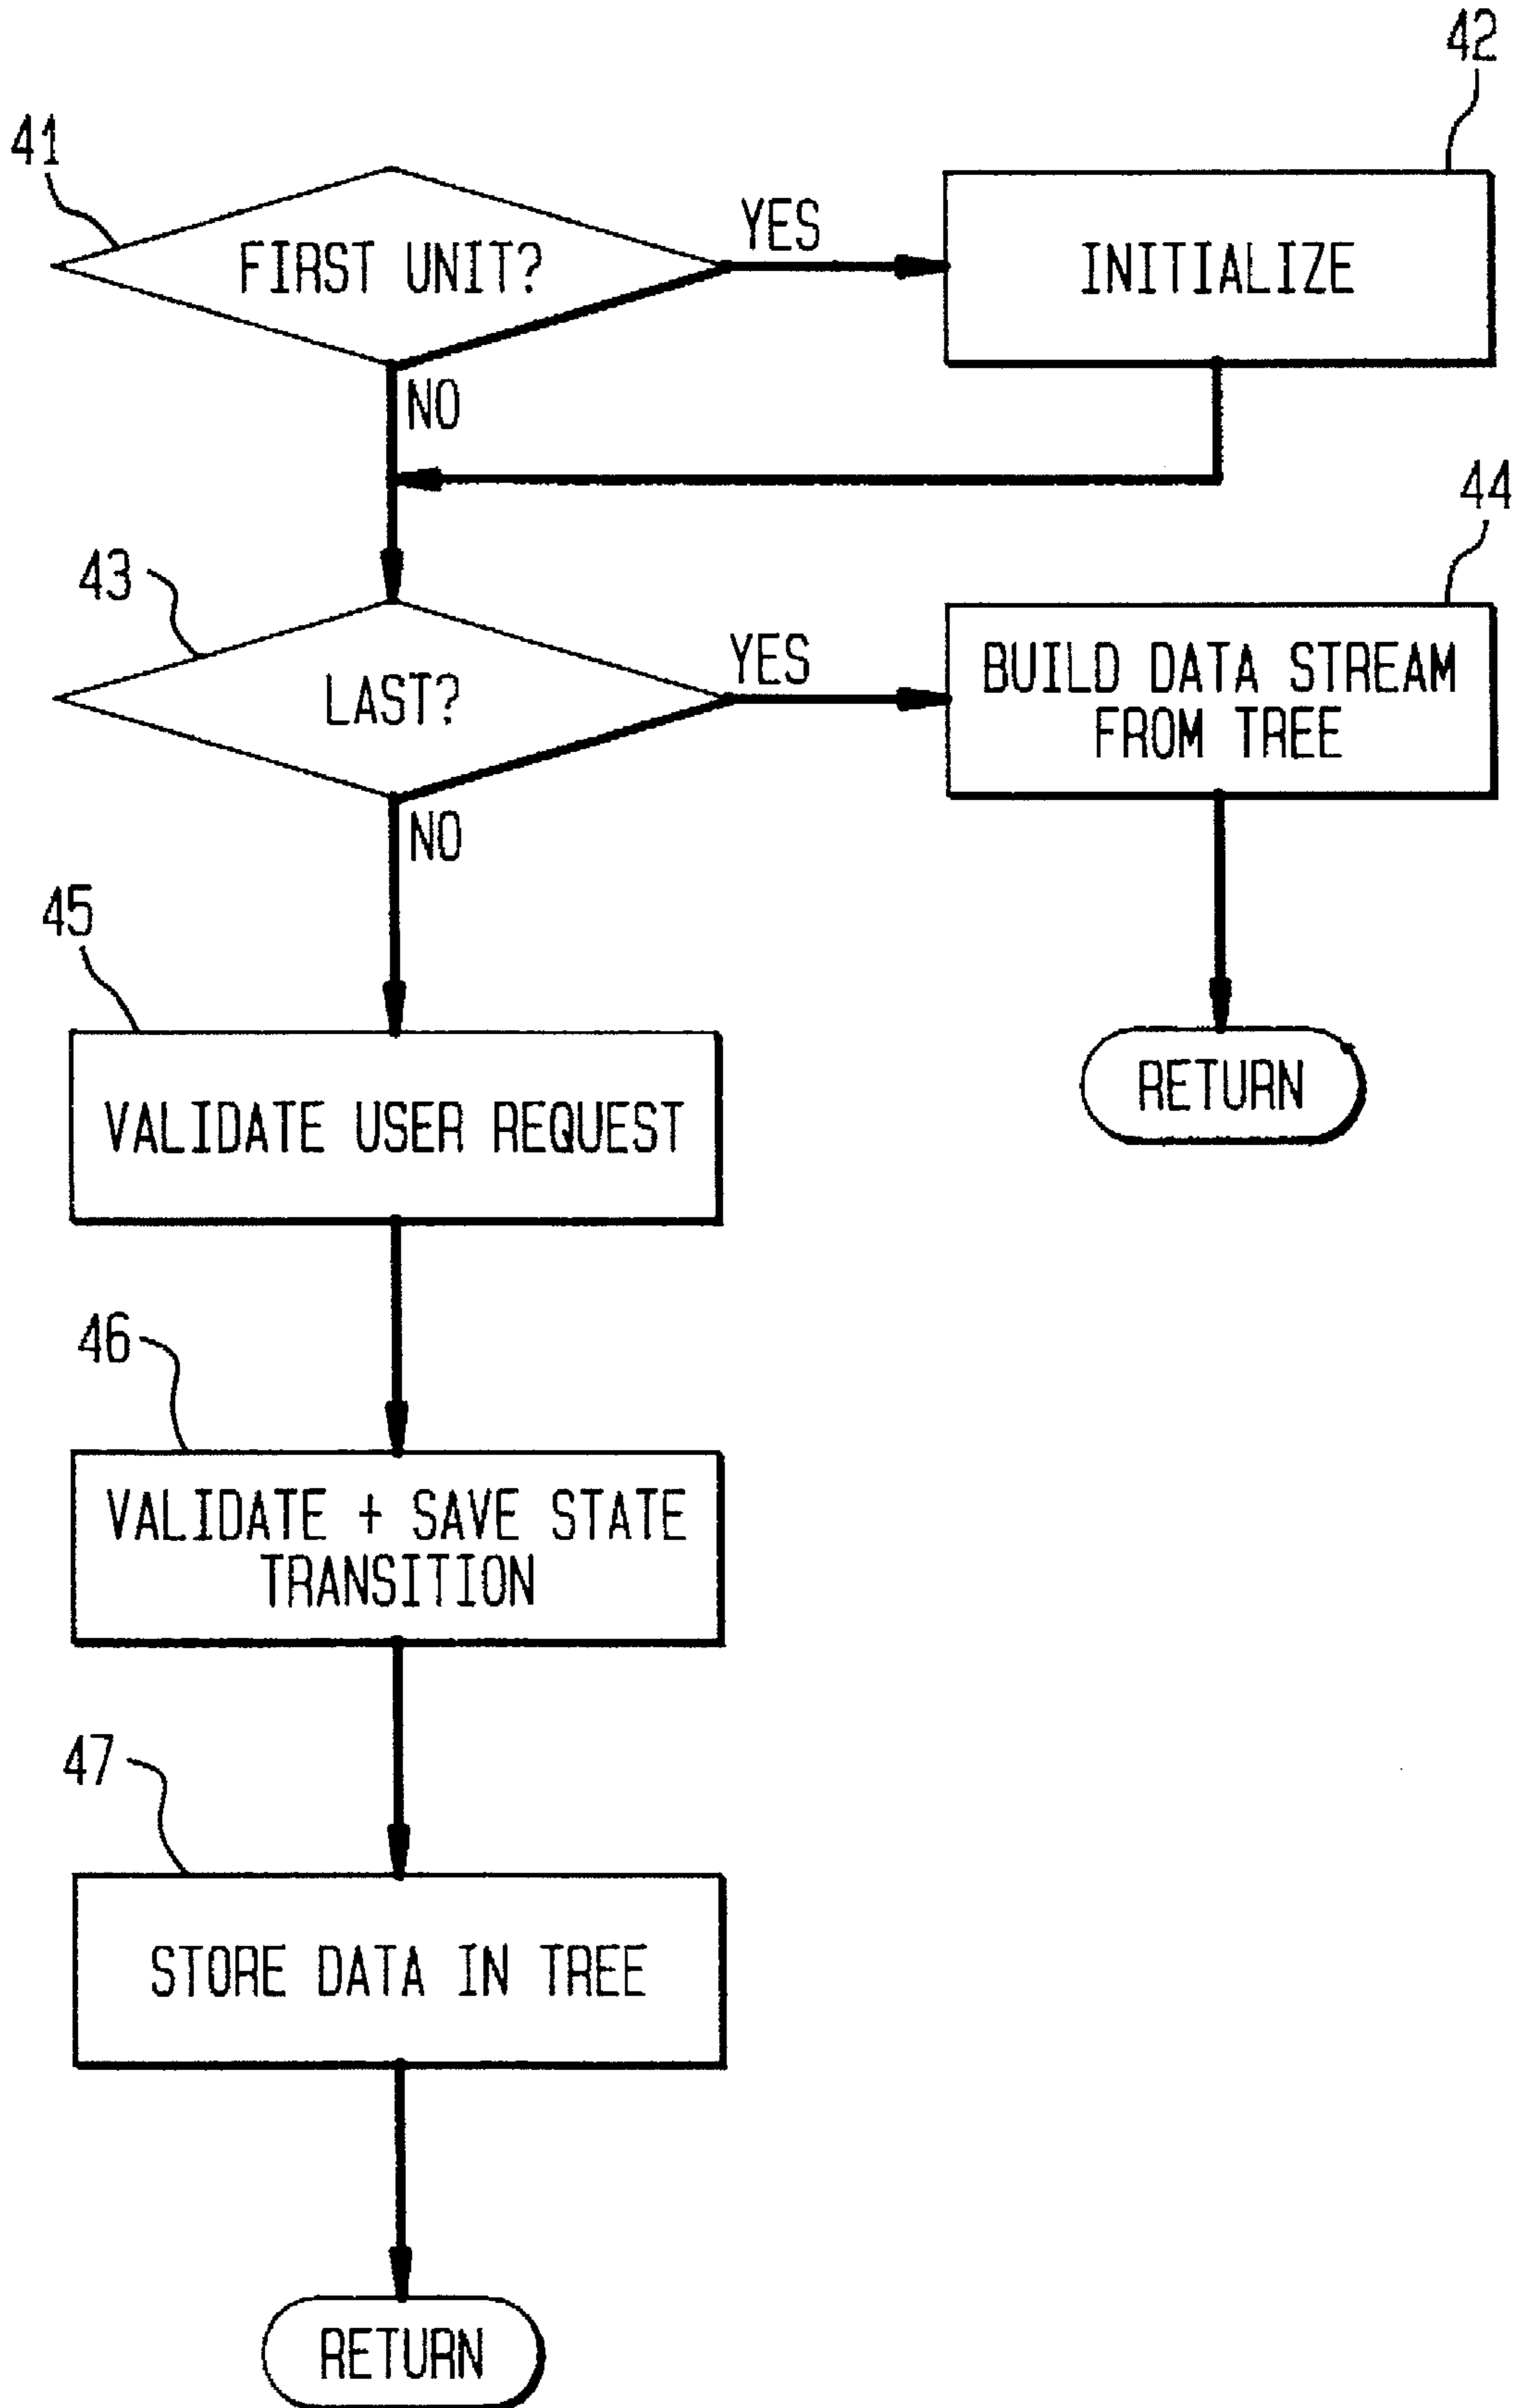 42
41
FIRST UNIT?
YES
INITIALIZE
NO
44
43
LAST?
YES
BUILD DATA STREAM
FROM TREE
NO
45
VALIDATE USER REQUEST
RETURN
46
VALIDATE + SAVE STATE
TRANSITION
47
STORE DATA IN TREE
RETURN